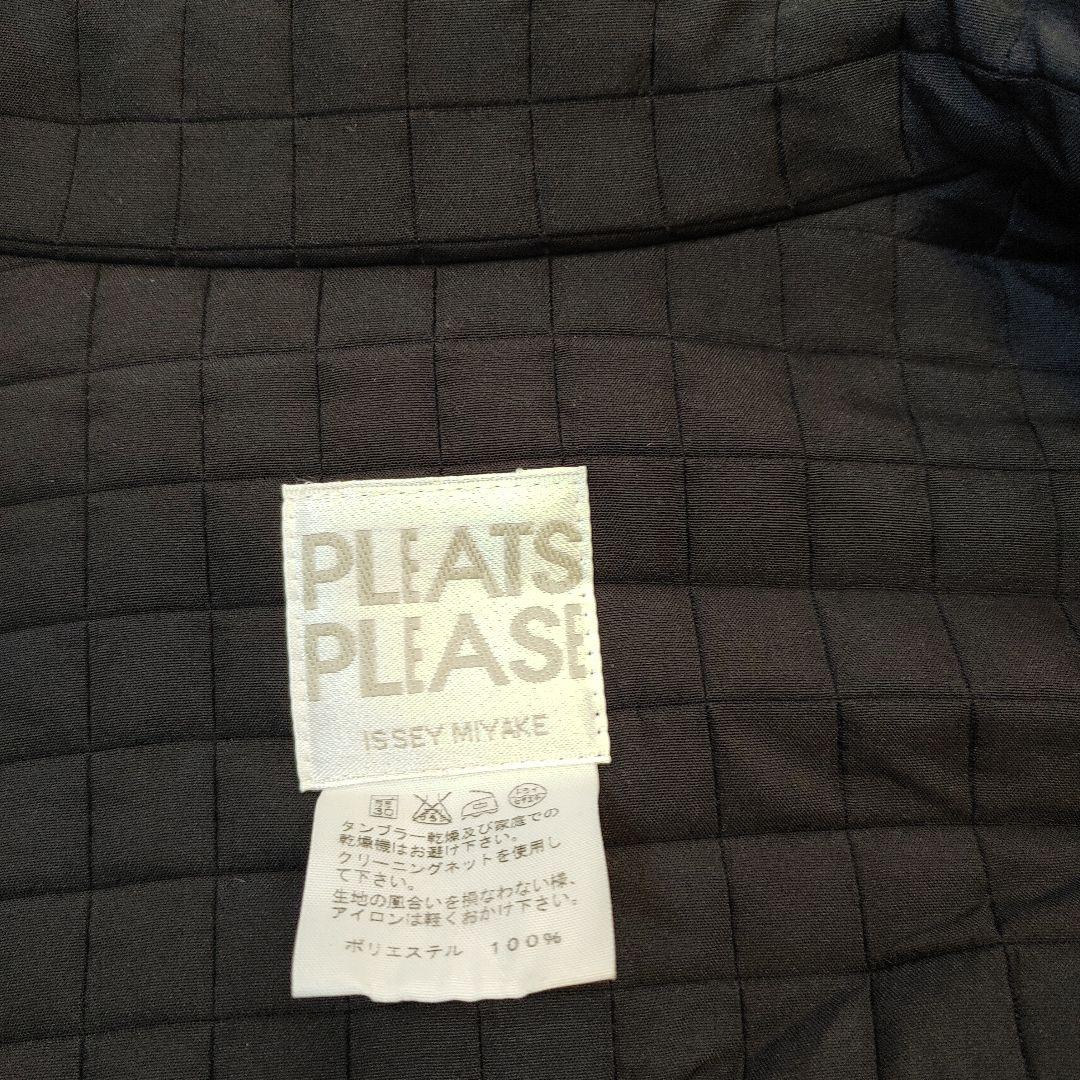 PLEATS
PLEASE
ISSEY MIYAKE
タンブラー乾燥及び家庭での
乾燥機はお避け下さい。
クリーニングネットを使用し
て下さい。
生地の風合いを損なわない様、
アイロンは軽くおかけ下さい。
ポリエステル 100%